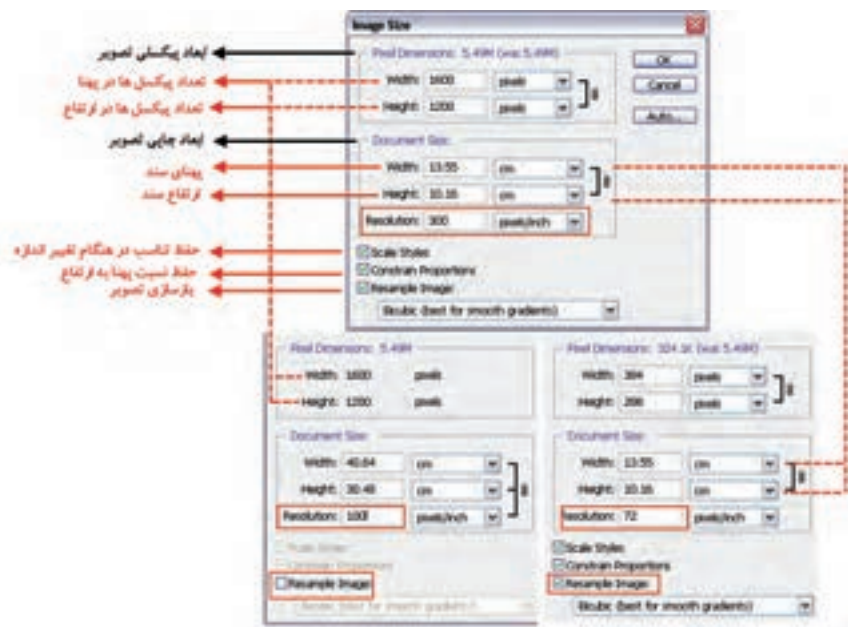 Image Size
Pixel Dimensions: 5.49M (was 5.49M)
Width: 1600 pixels
Height: 1200 pixels
Document Size:
Width: 13.55 cm
Height: 10.16 cm
Resolution: 300 pixels/inch
Scale Styles
Constrain Proportions
Resample Image:
Bicubic (best for smooth gradients)
OK
Cancel
Auto...
ابعاد پیکسلی تصویر
تعداد پیکسل ها در پهنا
تعداد پیکسل ها در ارتفاع
ابعاد چاپی تصویر
پهنای سند
ارتفاع سند
حفظ تناسب در هنگام تغییر اندازه
حفظ نسبت پهنا به ارتفاع
بازسازی تصویر
Pixel Dimensions: 5.49M
Width: 1600 pixels
Height: 1200 pixels
Document Size:
Width: 40.64 cm
Height: 30.48 cm
Resolution: 100 pixels/inch
Scale Styles
Constrain Proportions
Resample Image:
Bicubic (best for smooth gradients)
Pixel Dimensions: 324.1K (was 5.49M)
Width: 384 pixels
Height: 288 pixels
Document Size:
Width: 13.55 cm
Height: 10.16 cm
Resolution: 72 pixels/inch
Scale Styles
Constrain Proportions
Resample Image:
Bicubic (best for smooth gradients)